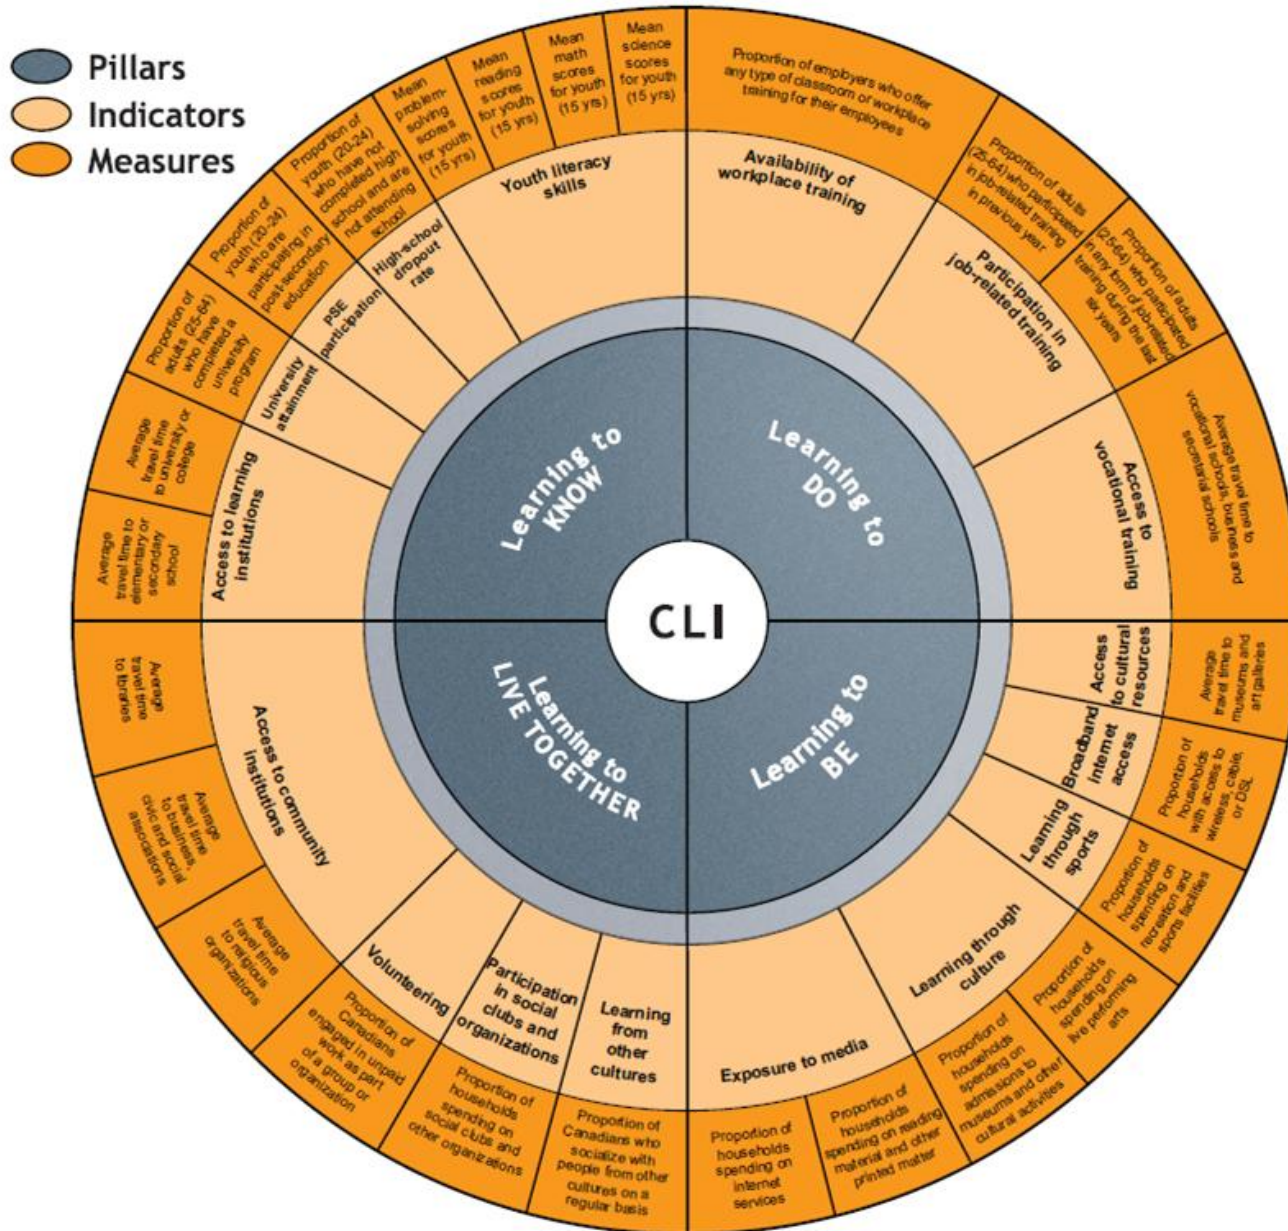 Pillars
Indicators
Measures
CLI
Learning to
KNOW
Learning to
DO
Learning to
BE
Learning to
LIVE TOGETHER
Youth literacy
skills
Mean
problem-
solving
scores
for youth
(15 yrs)
Mean
reading
scores
for youth
(15 yrs)
Mean
math
scores
for youth
(15 yrs)
Mean
science
scores
for youth
(15 yrs)
High-school
dropout
rate
Proportion of
youth (20-24)
who have not
completed high
school and are
not attending
school
PSE
participation
Proportion of
youth (20-24)
who are
participating in
post-secondary
education
University
attainment
Proportion of
adults (25-64)
who have
completed a
university
program
Access to learning
institutions
Average
travel time
to university or
college
Average
travel time to
elementary or
secondary
school
Availability of
workplace training
Proportion of employers who offer
any type of classroom or workplace
training for their employees
Participation in
job-related training
Proportion of adults
(25-64) who participated
in job-related training
in previous year
Proportion of adults
(25-64) who participated
in any form of job-related
training during the last
six years
Access to
vocational training
Average travel time to
vocational schools, business and
secretarial schools
Access
to cultural
resources
Average
travel time to
museums and
art galleries
Broadband
internet
access
Proportion of
households
with access to
wireless, cable,
or DSL
Learning
through
sports
Proportion of
households
spending on
recreation and
sports facilities
Learning through
culture
Proportion of
households
spending on
live performing
arts
Proportion of
households
spending on
admissions to
museums and other
cultural activities
Exposure to media
Proportion of
households
spending on reading
material and other
printed matter
Proportion of
households
spending on
internet
services
Learning
from
other
cultures
Proportion of
Canadians who
socialize with
people from other
cultures on a
regular basis
Participation
in social
clubs and
organizations
Proportion of
households
spending on
social clubs and
other organizations
Volunteering
Proportion of
Canadians
engaged in unpaid
work as part
of a group or
organization
Access to community
institutions
Average
travel time
to religious
organizations
Average
travel time
to business,
civic and social
associations
Average
travel time
to libraries